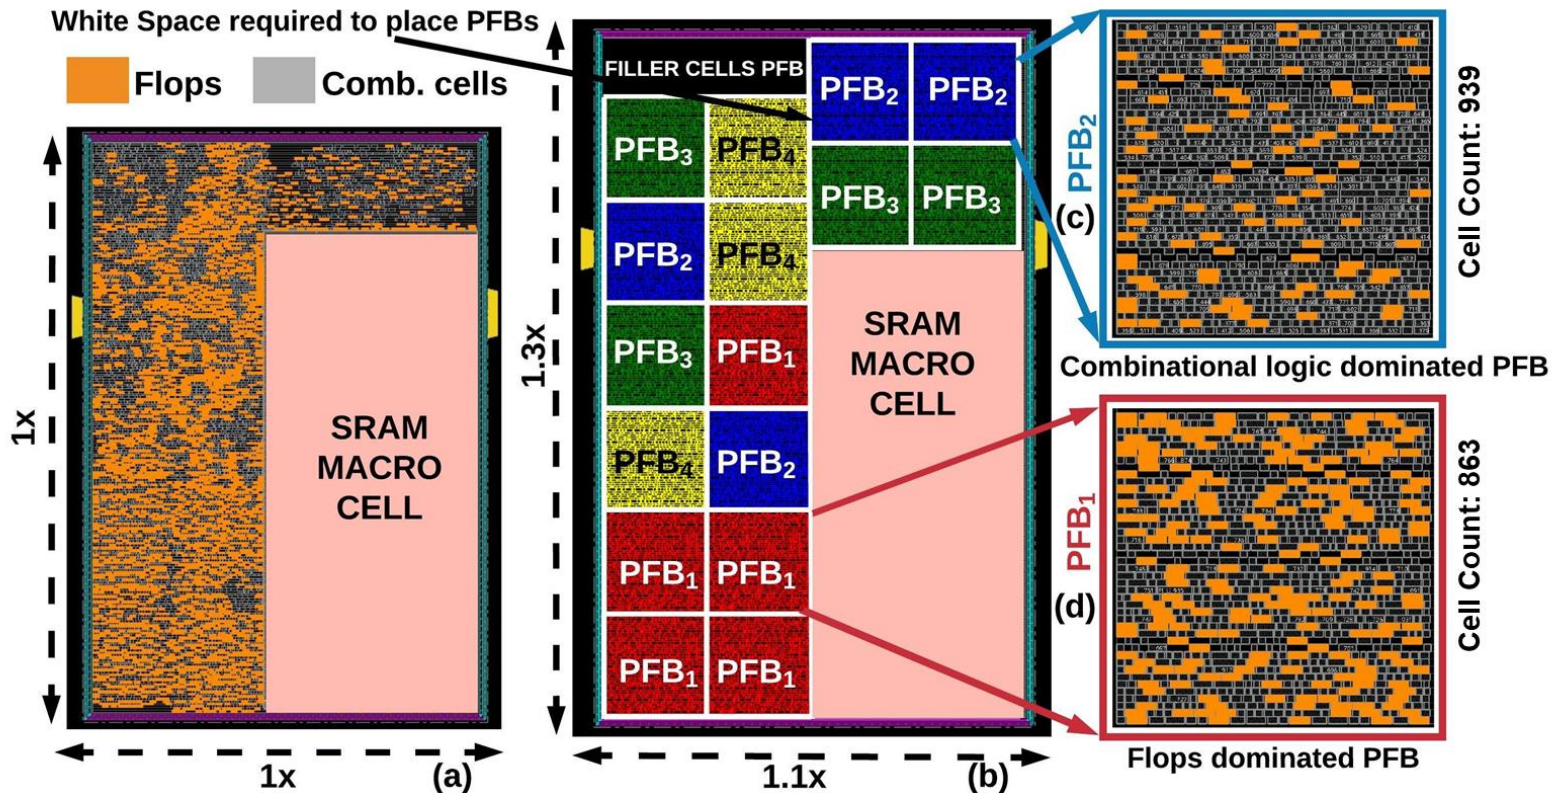 White Space required to place PFBs
Flops
Comb. cells
1x
SRAM
MACRO
CELL
1x
(a)
1.3x
FILLER CELLS PFB
PFB₂
PFB₂
PFB₃
PFB₄
PFB₃
PFB₃
PFB₂
PFB₄
PFB₃
PFB₁
SRAM
MACRO
CELL
PFB₄
PFB₂
PFB₁
PFB₁
PFB₁
PFB₁
1.1x
(b)
PFB₂
(c)
Cell Count: 939
Combinational logic dominated PFB
PFB₁
(d)
Cell Count: 863
Flops dominated PFB